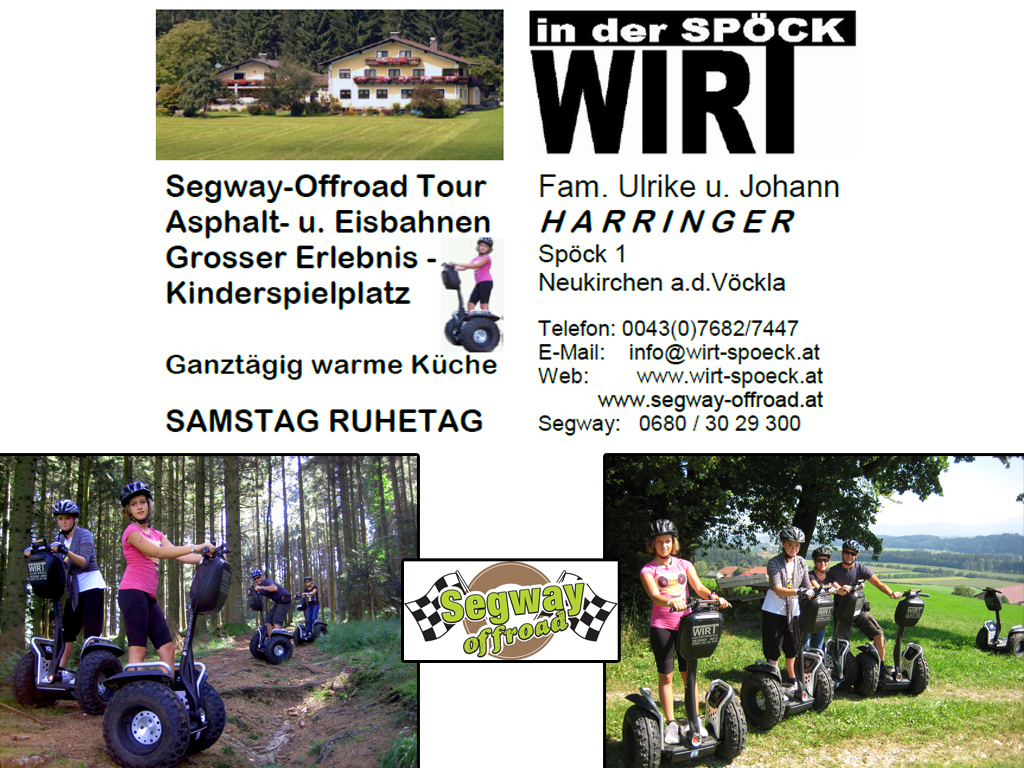 in der SPÖCK
WIRT
Segway-Offroad Tour
Asphalt- u. Eisbahnen
Grosser Erlebnis -
Kinderspielplatz
Ganztägig warme Küche
SAMSTAG RUHETAG
Fam. Ulrike u. Johann
HARRINGER
Spöck 1
Neukirchen a.d.Vöckla
Telefon: 0043(0)7682/7447
E-Mail: info@wirt-spoeck.at
Web: www.wirt-spoeck.at
www.segway-offroad.at
Segway: 0680 / 30 29 300
WIRT
Segway
offroad
WIRT
WIRT
WIRT